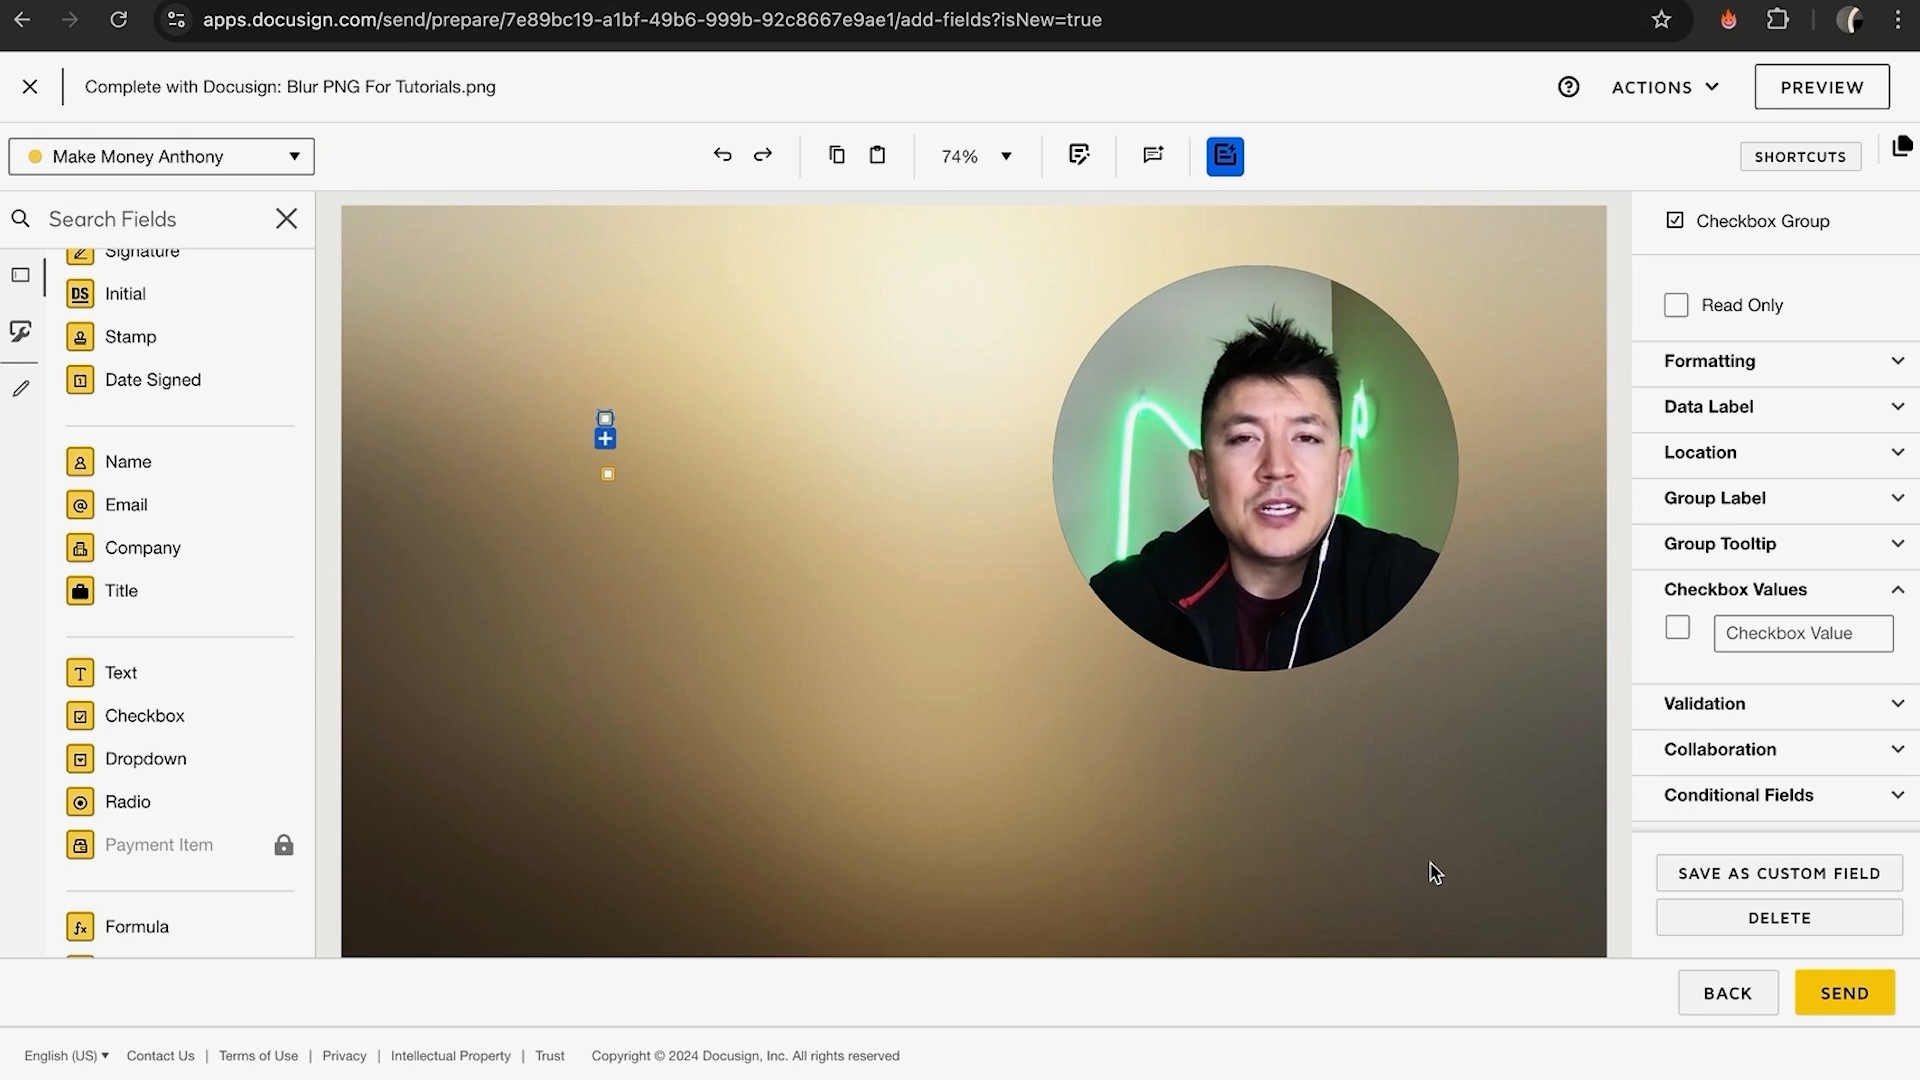 apps.docusign.com/send/prepare/7e89bc19-a1bf-49b6-999b-92c8667e9ae1/add-fields?isNew=true
Complete with Docusign: Blur PNG For Tutorials.png
ACTIONS
PREVIEW
Make Money Anthony
74%
SHORTCUTS
Search Fields
Signature
DS Initial
Stamp
Date Signed
Name
Email
Company
Title
Text
Checkbox
Dropdown
Radio
Payment Item
Formula
Checkbox Group
Read Only
Formatting
Data Label
Location
Group Label
Group Tooltip
Checkbox Values
Checkbox Value
Validation
Collaboration
Conditional Fields
SAVE AS CUSTOM FIELD
DELETE
BACK
SEND
English (US) Contact Us | Terms of Use | Privacy | Intellectual Property | Trust Copyright © 2024 Docusign, Inc. All rights reserved